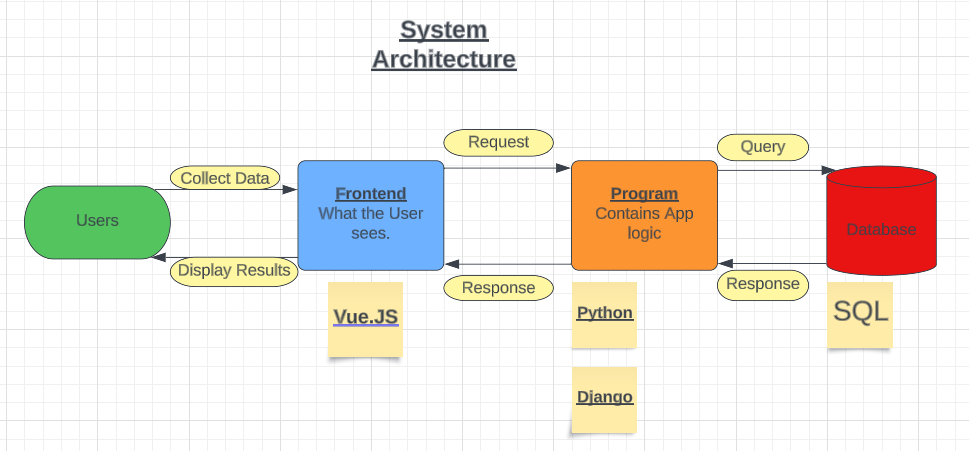 System
Architecture
Request
Query
Collect Data
Users
Frontend
What the User
sees.
Program
Contains App
logic
Database
Display Results
Response
Response
Vue.JS
Python
SQL
Django